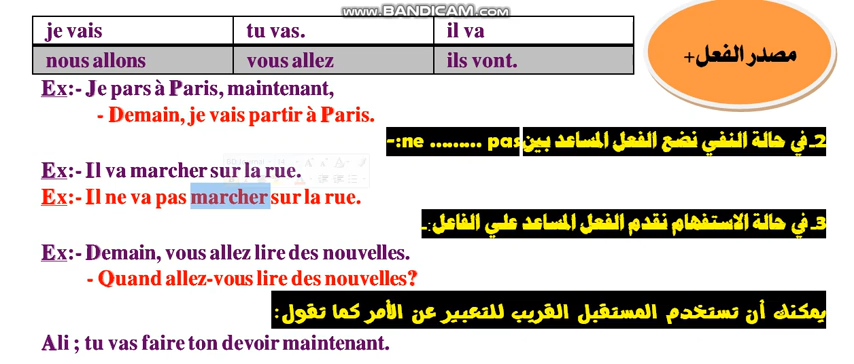 www.BANDICAM.com
je vais tu vas. il va
nous allons vous allez ils vont.
مصدر الفعل+
Ex:- Je pars à Paris, maintenant,
- Demain, je vais partir à Paris.
2ـ في حالة النفي نضع الفعل المساعد بين ne ......... pas:-
Ex:- Il va marcher sur la rue.
Ex:- Il ne va pas marcher sur la rue.
3ـ في حالة الاستفهام نقدم الفعل المساعد علي الفاعل:ـ
Ex:- Demain, vous allez lire des nouvelles.
- Quand allez-vous lire des nouvelles?
يمكنك أن تستخدم المستقبل القريب للتعبير عن الأمر كما تقول:
Ali ; tu vas faire ton devoir maintenant.